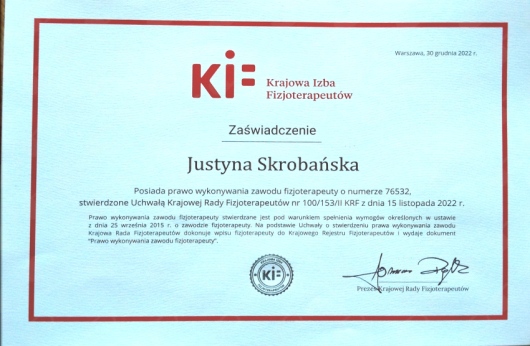 Warszawa, 30 grudnia 2022 r.
KiF
Krajowa Izba
Fizjoterapeutów
Zaświadczenie
Justyna Skrobańska
Posiada prawo wykonywania zawodu fizjoterapeuty o numerze 76532,
stwierdzone Uchwałą Krajowej Rady Fizjoterapeutów nr 100/153/II KRF z dnia 15 listopada 2022 r.
Prawo wykonywania zawodu fizjoterapeuty stwierdzane jest pod warunkiem spełnienia wymogów określonych w ustawie
z dnia 25 września 2015 r. o zawodzie fizjoterapeuty. Na podstawie Uchwały o stwierdzeniu prawa wykonywania zawodu
Krajowa Rada Fizjoterapeutów dokonuje wpisu fizjoterapeuty do Krajowego Rejestru Fizjoterapeutów i wydaje dokument
"Prawo wykonywania zawodu fizjoterapeuty".
KiF
Prezes Krajowej Rady Fizjoterapeutów